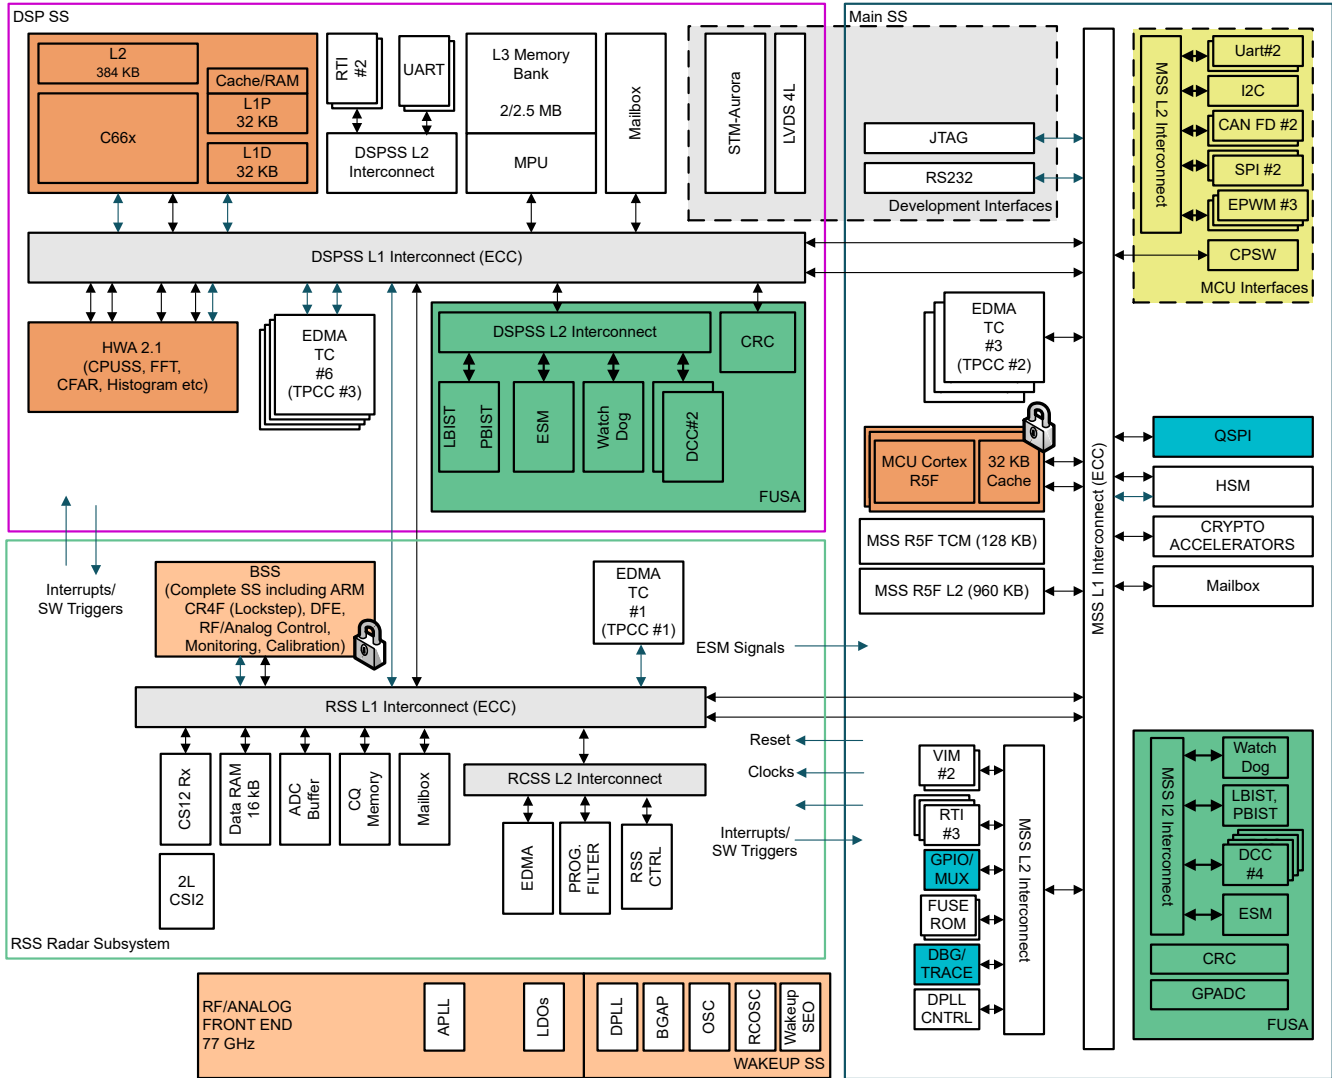 DSP SS
L2
384 KB
C66x
Cache/RAM
L1P
32 KB
L1D
32 KB
RTI
#2
UART
DSPSS L2
Interconnect
L3 Memory
Bank
2/2.5 MB
MPU
Mailbox
DSPSS L1 Interconnect (ECC)
HWA 2.1
(CPUSS, FFT,
CFAR, Histogram etc)
EDMA
TC
#6
(TPCC #3)
DSPSS L2 Interconnect
CRC
LBIST
PBIST
ESM
Watch
Dog
DCC#2
FUSA
Interrupts/
SW Triggers
BSS
(Complete SS including ARM
CR4F (Lockstep), DFE,
RF/Analog Control,
Monitoring, Calibration)
EDMA
TC
#1
(TPCC #1)
RSS L1 Interconnect (ECC)
CS12 Rx
Data RAM
16 kB
ADC
Buffer
CQ
Memory
Mailbox
2L
CSI2
RCSS L2 Interconnect
EDMA
PROG.
FILTER
RSS
CTRL
RSS Radar Subsystem
ESM Signals
Reset
Clocks
Interrupts/
SW Triggers
RF/ANALOG
FRONT END
77 GHz
APLL
LDOs
DPLL
BGAP
OSC
RCOSC
Wakeup
SEO
WAKEUP SS
Main SS
STM-Aurora
LVDS 4L
JTAG
RS232
Development Interfaces
MSS L1 Interconnect (ECC)
MSS L2 Interconnect
Uart#2
I2C
CAN FD #2
SPI #2
EPWM #3
CPSW
MCU Interfaces
EDMA
TC
#3
(TPCC #2)
MCU Cortex
R5F
32 KB
Cache
MSS R5F TCM (128 KB)
MSS R5F L2 (960 KB)
QSPI
HSM
CRYPTO
ACCELERATORS
Mailbox
VIM
#2
RTI
#3
GPIO/
MUX
FUSE
ROM
DBG/
TRACE
DPLL
CNTRL
MSS L2 Interconnect
MSS I2 Interconnect
Watch
Dog
LBIST,
PBIST
DCC
#4
ESM
CRC
GPADC
FUSA